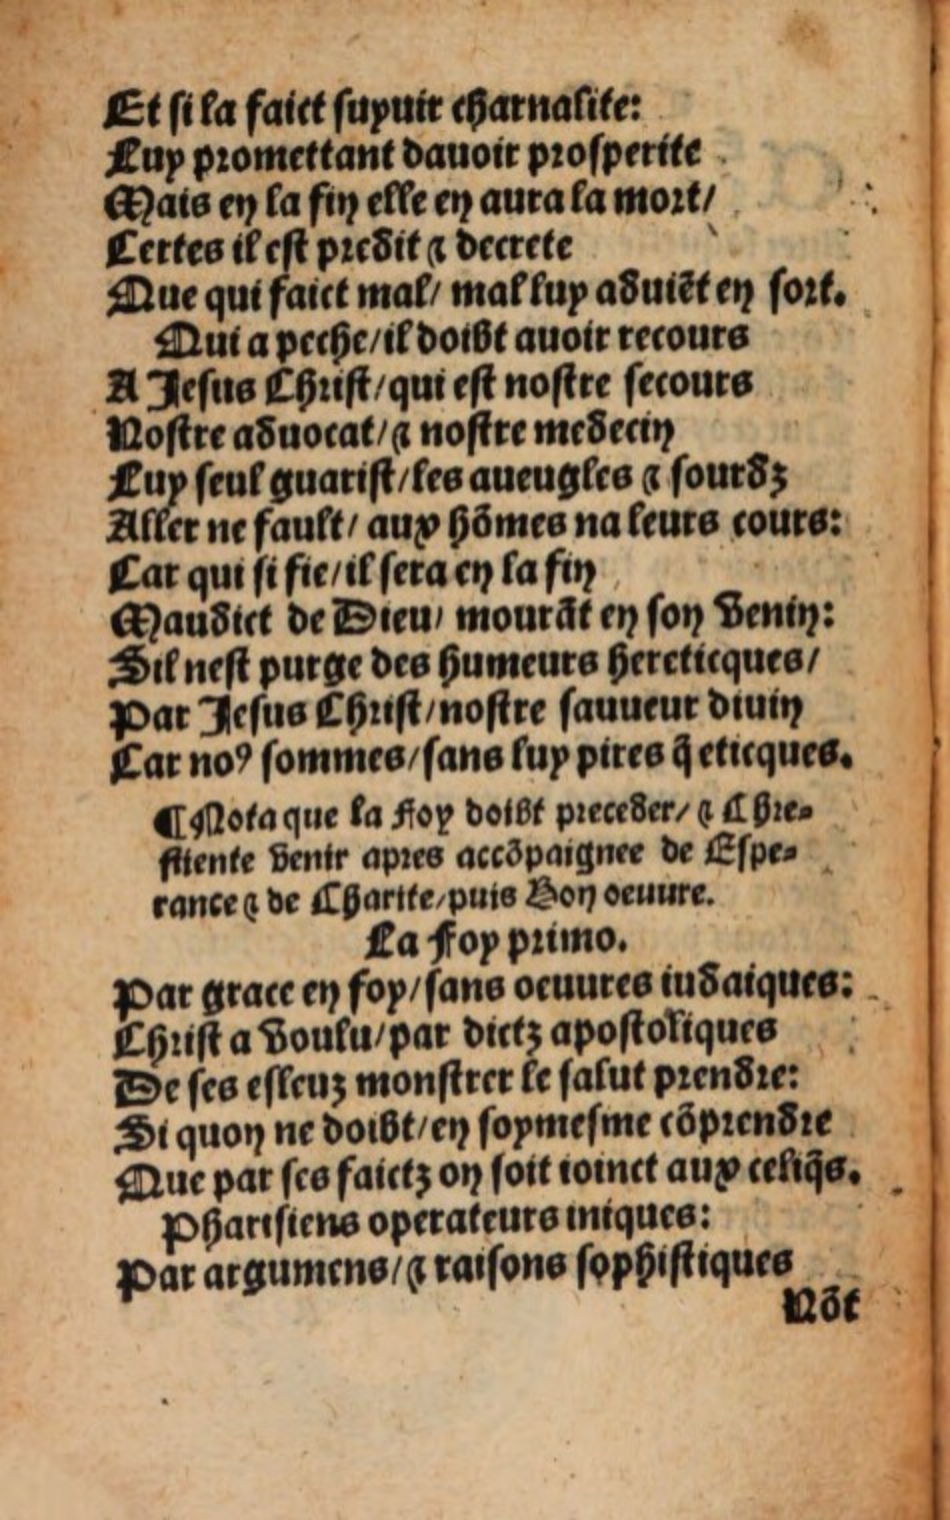 Et si la faict suyuir charnalite:
Luy promettant dauoir prosperite
Mais en la fin elle en aura la mort/
Certes il est predit ⁊ decrete
Que qui faict mal/ mal luy aduiẽt en sort.
Qui a peche/il doibt auoir recours
A Jesus Christ/qui est nostre secours
Nostre aduocat/⁊ nostre medecin
Luy seul guarist/les aueugles ⁊ sourdz
Aller ne fault/ aux hõmes na leurs cours:
Car qui si fie/il sera en la fin
Maudict de Dieu/ mourãt en son venin:
Sil nest purge des humeurs hereticques/
Par Jesus Christ/nostre sauueur diuin
Car noꝰ sommes/sans luy pires q̃ eticques.
¶Nota que la Foy doibt preceder/ ⁊ Chre-
stiente venir apres accõpaignee de Espe-
rance ⁊ de Charite/puis Bon oeuure.
La Foy primo.
Par grace en foy/sans oeuures iudaiques:
Christ a voulu/par dictz apostoliques
De ses esleuz monstrer le salut prendre:
Si quon ne doibt/en soymesme cõprendre
Que par ses faictz on soit ioinct aux celiq̃s.
Pharisiens operateurs iniques:
Par argumens/⁊ raisons sophistiques
Nõt